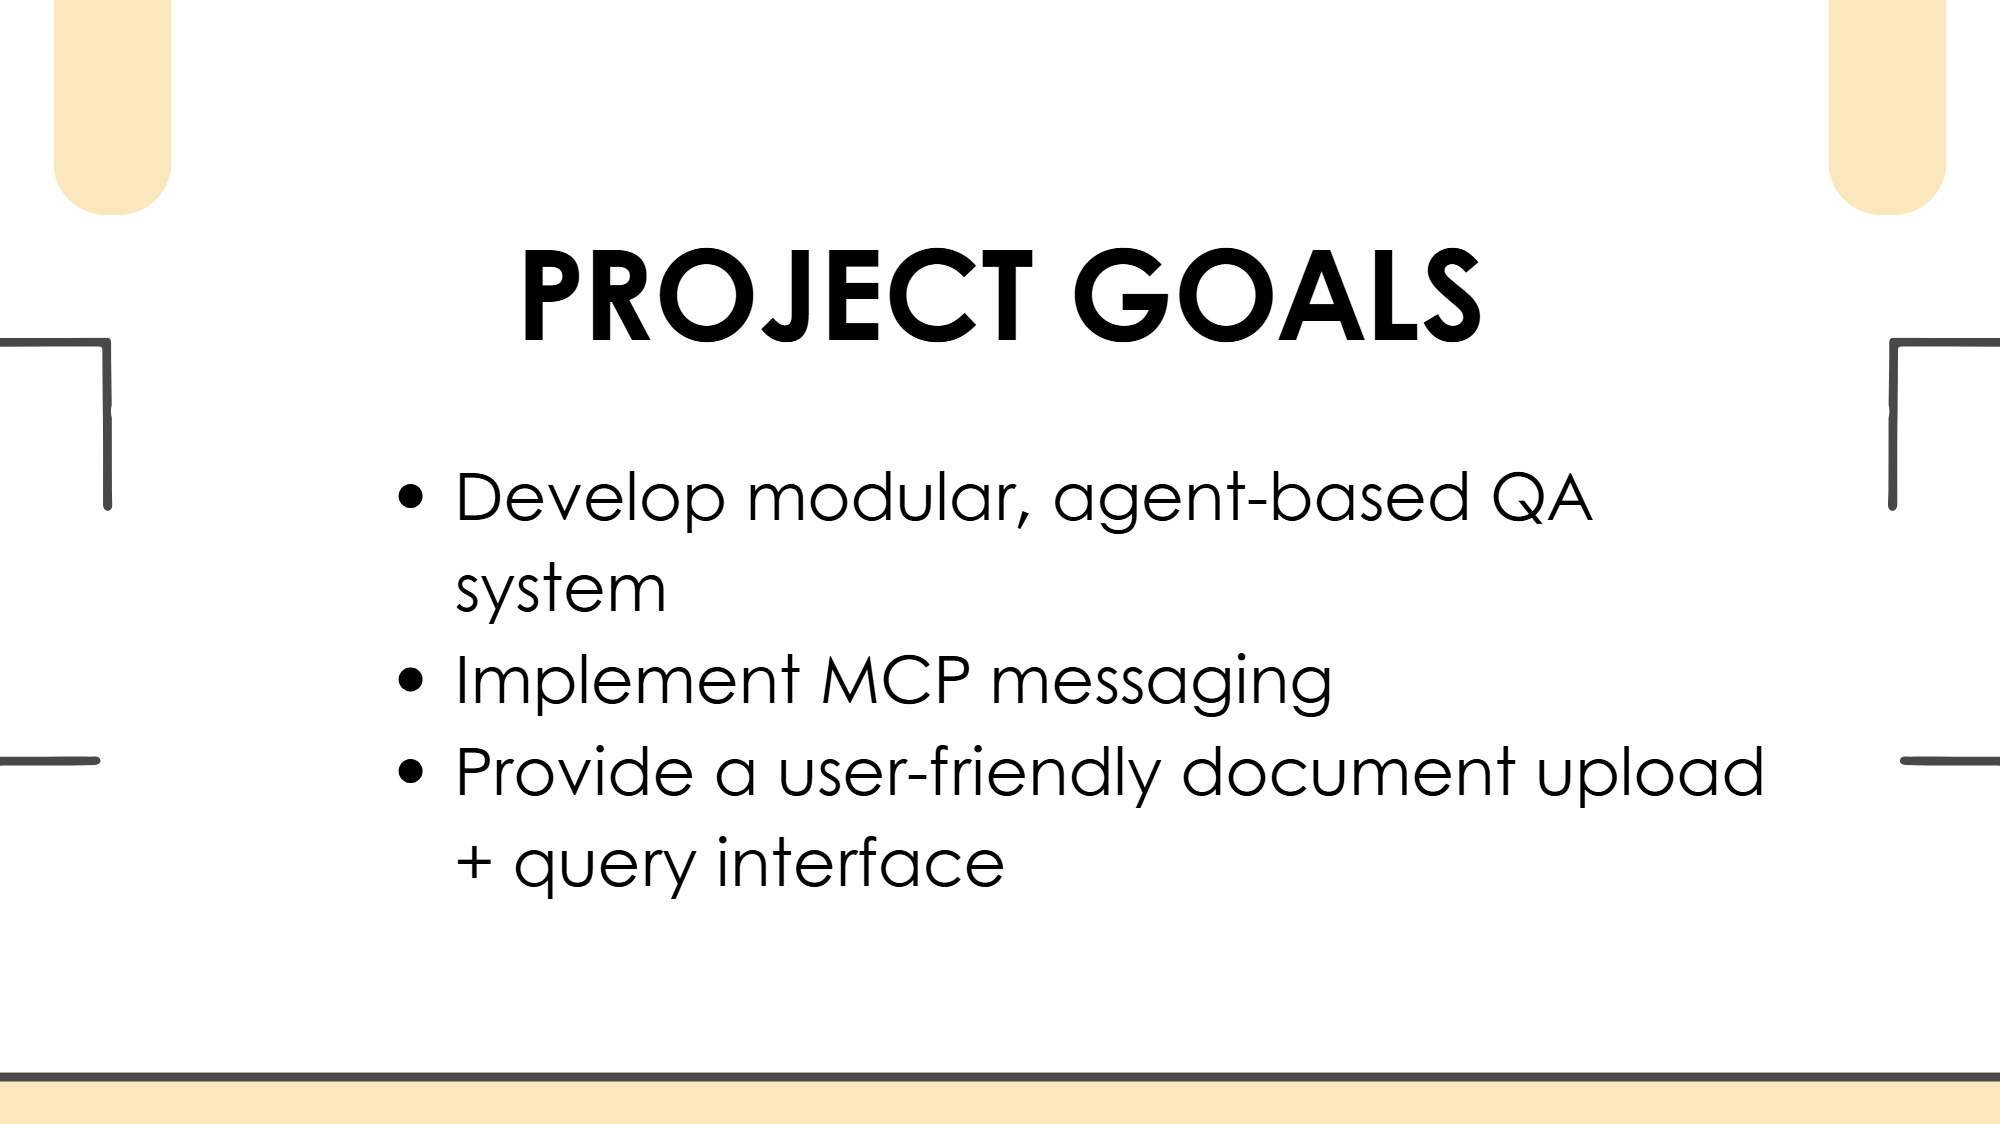 PROJECT GOALS
• Develop modular, agent-based QA
system
• Implement MCP messaging
• Provide a user-friendly document upload
+ query interface